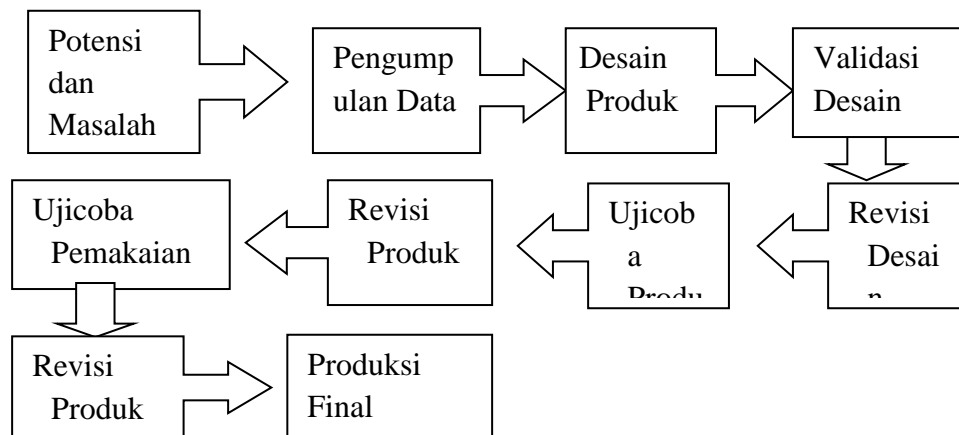 Potensi
dan
Masalah
Pengump
ulan Data
Desain
Produk
Validasi
Desain
Revisi
Desai
n
Ujicob
a
Produ
Revisi
Produk
Ujicoba
Pemakaian
Revisi
Produk
Produksi
Final